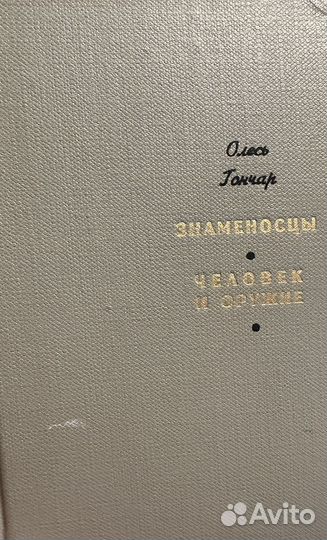 Олесь
Гончар
ЗНАМЕНОСЦЫ
•
ЧЕЛОВЕК
И ОРУЖИЕ
•
Avito